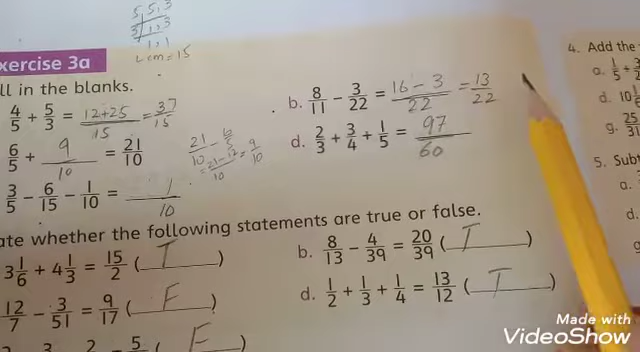 5, 5, 3
3 1, 3
1, 1
Lcm = 15
xercise 3a
ll in the blanks.
4/5 + 5/3 = 12+25/15 = 37/15
b. 8/11 − 3/22 = 16−3/22 = 13/22
6/5 + 9/10 = 21/10
21/10 − 6/5
= 21−12/10 = 9/10
d. 2/3 + 3/4 + 1/5 = 97/60
3/5 − 6/15 − 1/10 = 1/10
ate whether the following statements are true or false.
3 1/6 + 4 1/3 = 15/2 ( T )
b. 8/13 − 4/39 = 20/39 ( T )
12/7 − 3/51 = 9/17 ( F )
d. 1/2 + 1/3 + 1/4 = 13/12 ( T )
( F )
4. Add the
a. 1/5 +
d. 10
g. 25/31
5. Subt
a.
d.
Made with
VideoShow